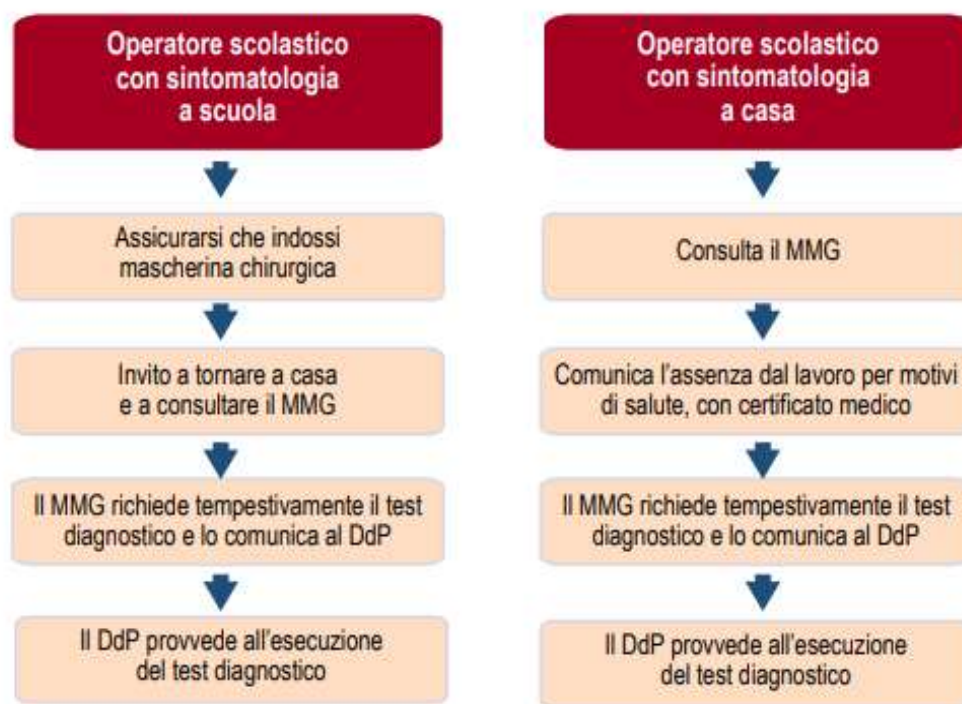 Operatore scolastico
con sintomatologia
a scuola
Assicurarsi che indossi
mascherina chirurgica
Invito a tornare a casa
e a consultare il MMG
Il MMG richiede tempestivamente il test
diagnostico e lo comunica al DdP
Il DdP provvede all'esecuzione
del test diagnostico
Operatore scolastico
con sintomatologia
a casa
Consulta il MMG
Comunica l'assenza dal lavoro per motivi
di salute, con certificato medico
Il MMG richiede tempestivamente il test
diagnostico e lo comunica al DdP
Il DdP provvede all'esecuzione
del test diagnostico